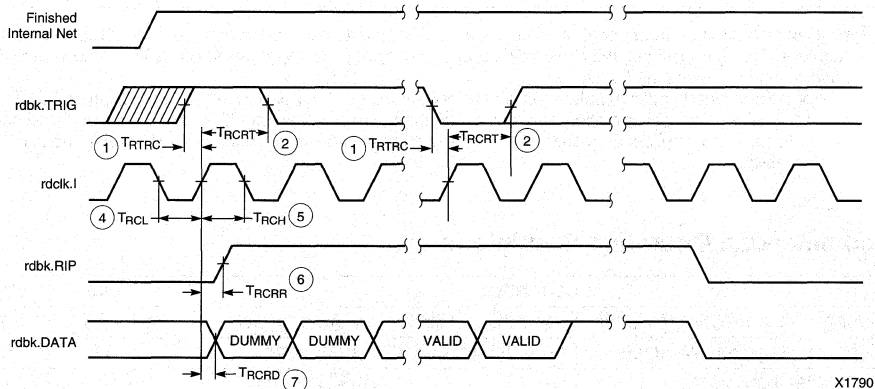 Finished
Internal Net
rdbk.TRIG
1 TRTRC TRCRT 2 1 TRTRC TRCRT 2
rdclk.I
4 TRCL TRCH 5
rdbk.RIP
TRCRR 6
rdbk.DATA DUMMY DUMMY VALID VALID
TRCRD 7
X1790